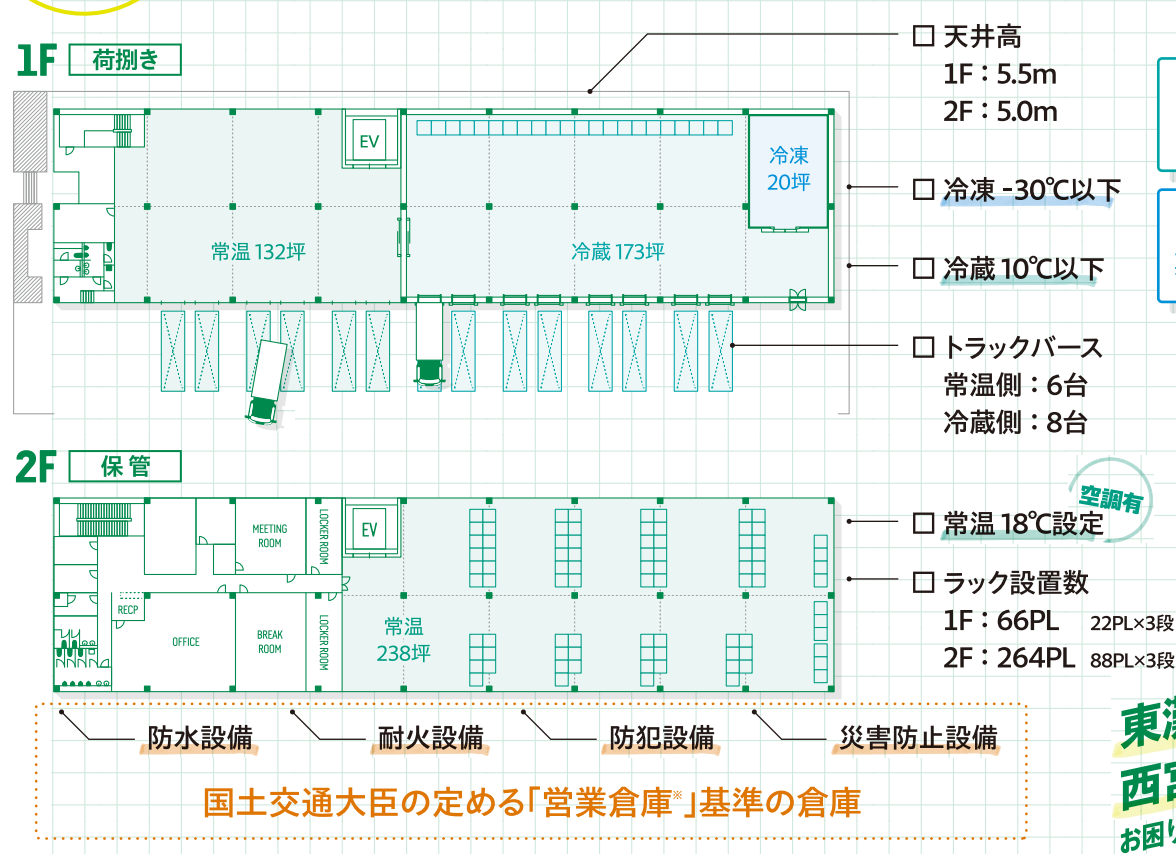 1F 荷捌き
EV
冷凍
20坪
常温 132坪
冷蔵 173坪
□ 天井高
1F：5.5m
2F：5.0m
□ 冷凍 -30℃以下
□ 冷蔵 10℃以下
□ トラックバース
常温側：6台
冷蔵側：8台
2F 保管
MEETING
ROOM
LOCKER ROOM
EV
RECP
OFFICE
BREAK
ROOM
LOCKER ROOM
常温
238坪
空調有
□ 常温 18℃設定
□ ラック設置数
1F：66PL 22PL×3段
2F：264PL 88PL×3段
防水設備
耐火設備
防犯設備
災害防止設備
国土交通大臣の定める「営業倉庫※」基準の倉庫
東
西宮
お困り